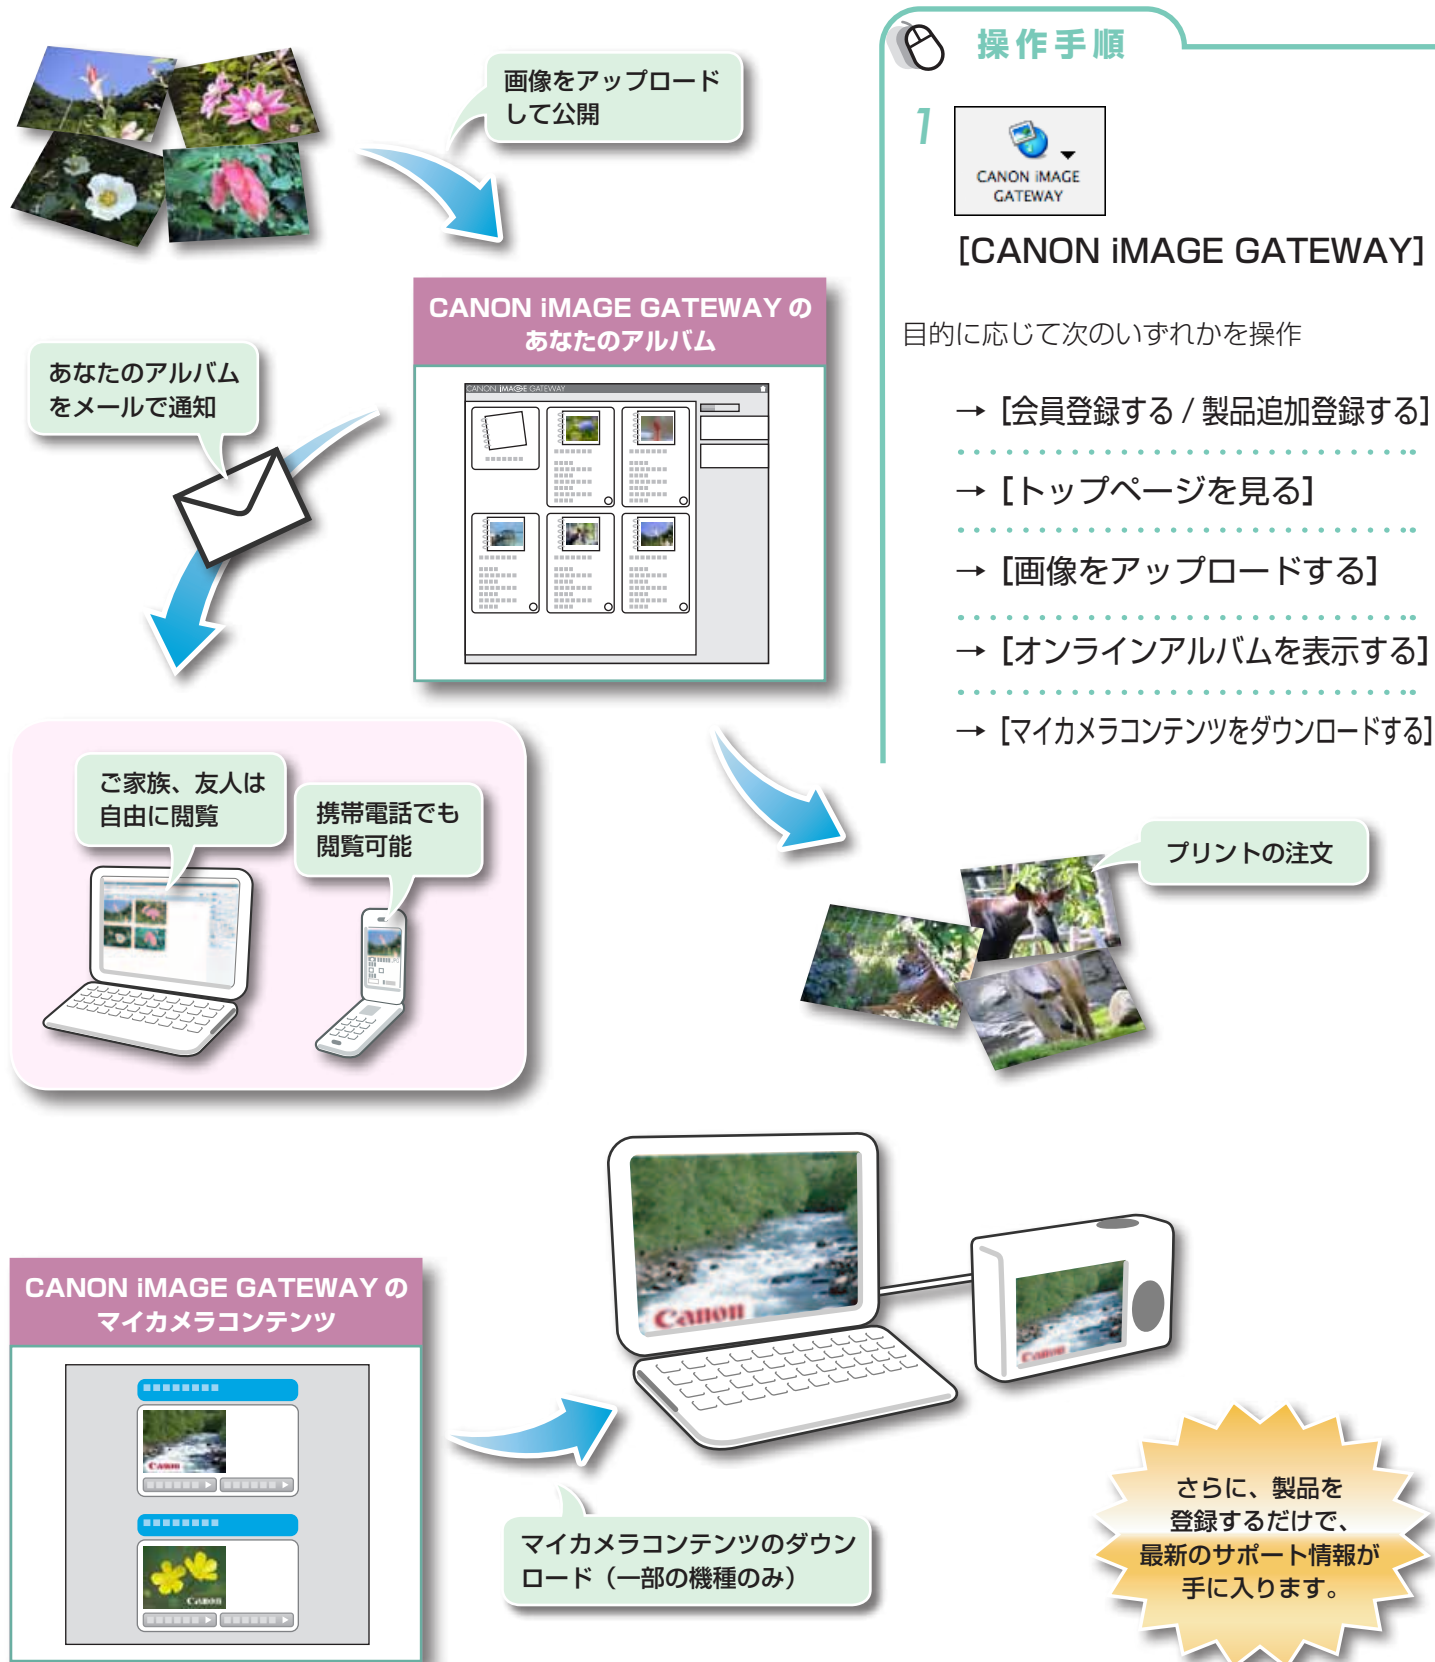 画像をアップロード
して公開
操作手順
1
CANON iMAGE
GATEWAY
[CANON iMAGE GATEWAY]
目的に応じて次のいずれかを操作
→ [会員登録する / 製品追加登録する]
→ [トップページを見る]
→ [画像をアップロードする]
→ [オンラインアルバムを表示する]
→ [マイカメラコンテンツをダウンロードする]
CANON iMAGE GATEWAY の
あなたのアルバム
CANON iMAGE GATEWAY
あなたのアルバム
をメールで通知
ご家族、友人は
自由に閲覧
携帯電話でも
閲覧可能
プリントの注文
Canon
Canon
CANON iMAGE GATEWAY の
マイカメラコンテンツ
Canon
Canon
マイカメラコンテンツのダウン
ロード（一部の機種のみ）
さらに、製品を
登録するだけで、
最新のサポート情報が
手に入ります。